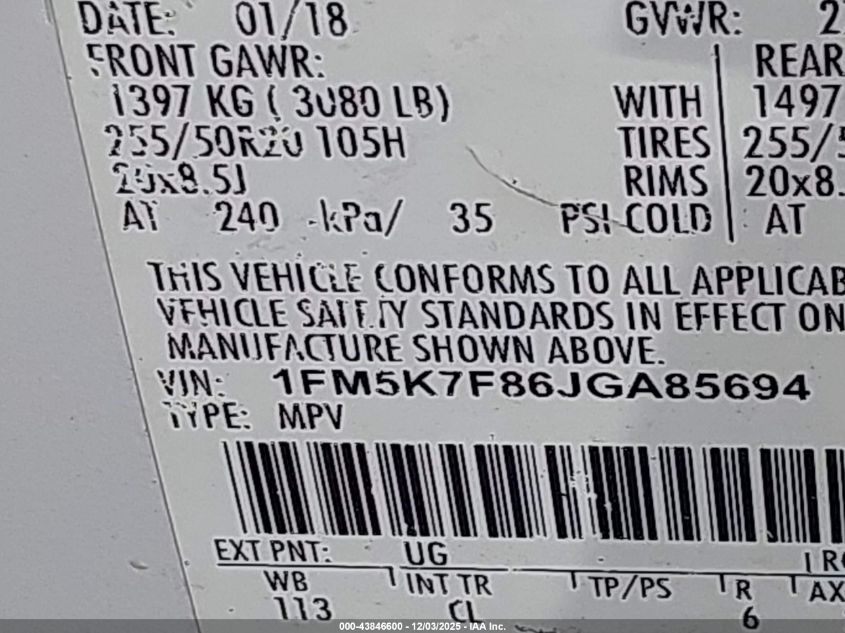 DATE: 01/18 GVWR: 2
FRONT GAWR: REAR
1397 KG ( 3080 LB) WITH 1497
255/50R20 105H TIRES 255/5
20x8.5J RIMS 20x8.
AT 240 kPa/ 35 PSI COLD AT
THIS VEHICLE CONFORMS TO ALL APPLICAB
VEHICLE SAFETY STANDARDS IN EFFECT ON
MANUFACTURE SHOWN ABOVE.
VIN: 1FM5K7F86JGA85694
TYPE: MPV
EXT PNT: UG RC
WB INT TR TP/PS R AX
113 CL 6
000-43846600 - 12/03/2025 - IAA Inc.